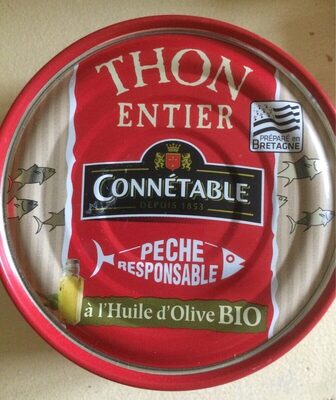 THON
ENTIER
PRÉPARÉ en
BRETAGNE
CONNÉTABLE
DEPUIS 1853
PECHE
RESPONSABLE
à l'Huile d'Olive BIO